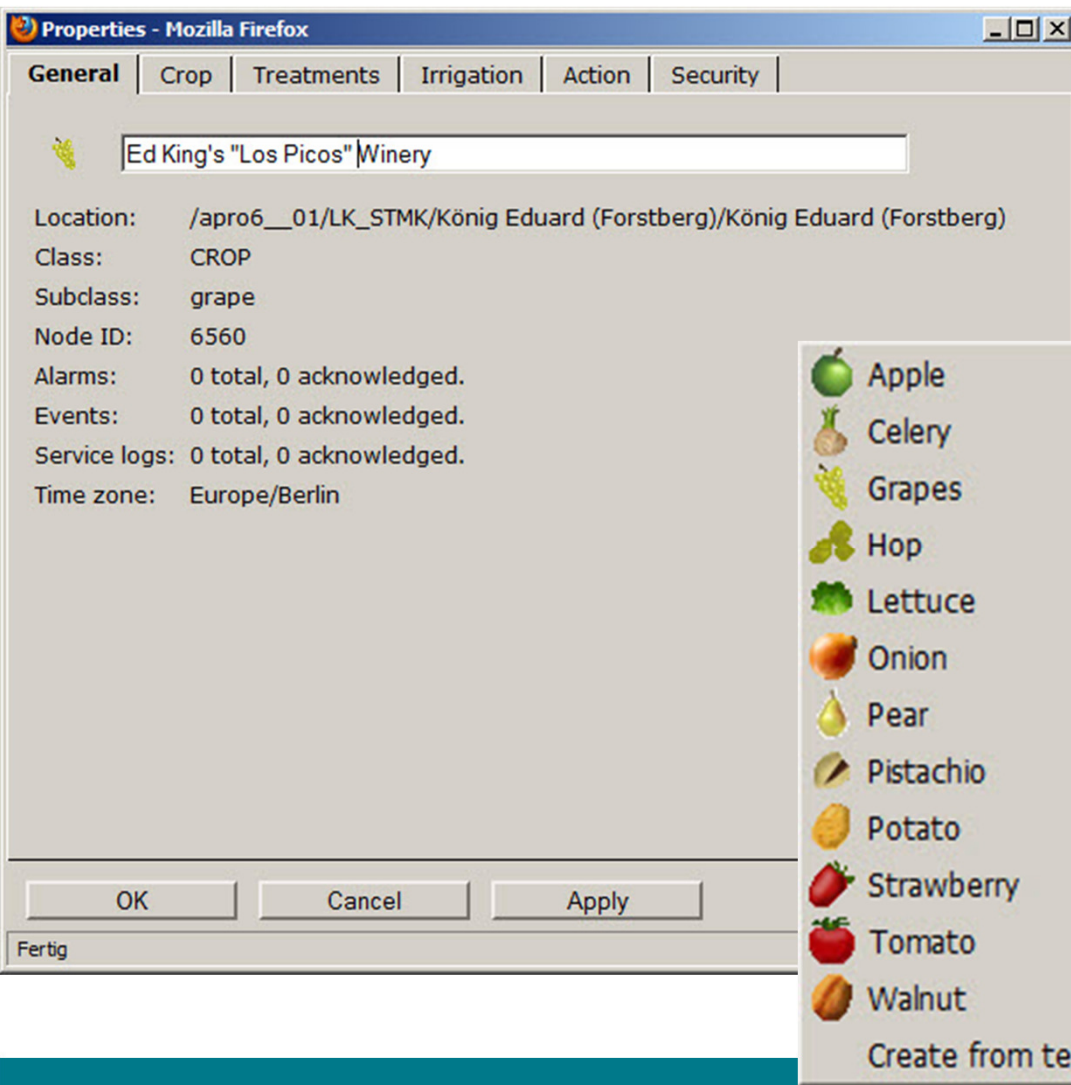 Properties - Mozilla Firefox
General Crop Treatments Irrigation Action Security
Ed King's "Los Picos" Winery
Location: /apro6__01/LK_STMK/König Eduard (Forstberg)/König Eduard (Forstberg)
Class: CROP
Subclass: grape
Node ID: 6560
Alarms: 0 total, 0 acknowledged.
Events: 0 total, 0 acknowledged.
Service logs: 0 total, 0 acknowledged.
Time zone: Europe/Berlin
OK Cancel Apply
Fertig
Apple
Celery
Grapes
Hop
Lettuce
Onion
Pear
Pistachio
Potato
Strawberry
Tomato
Walnut
Create from te